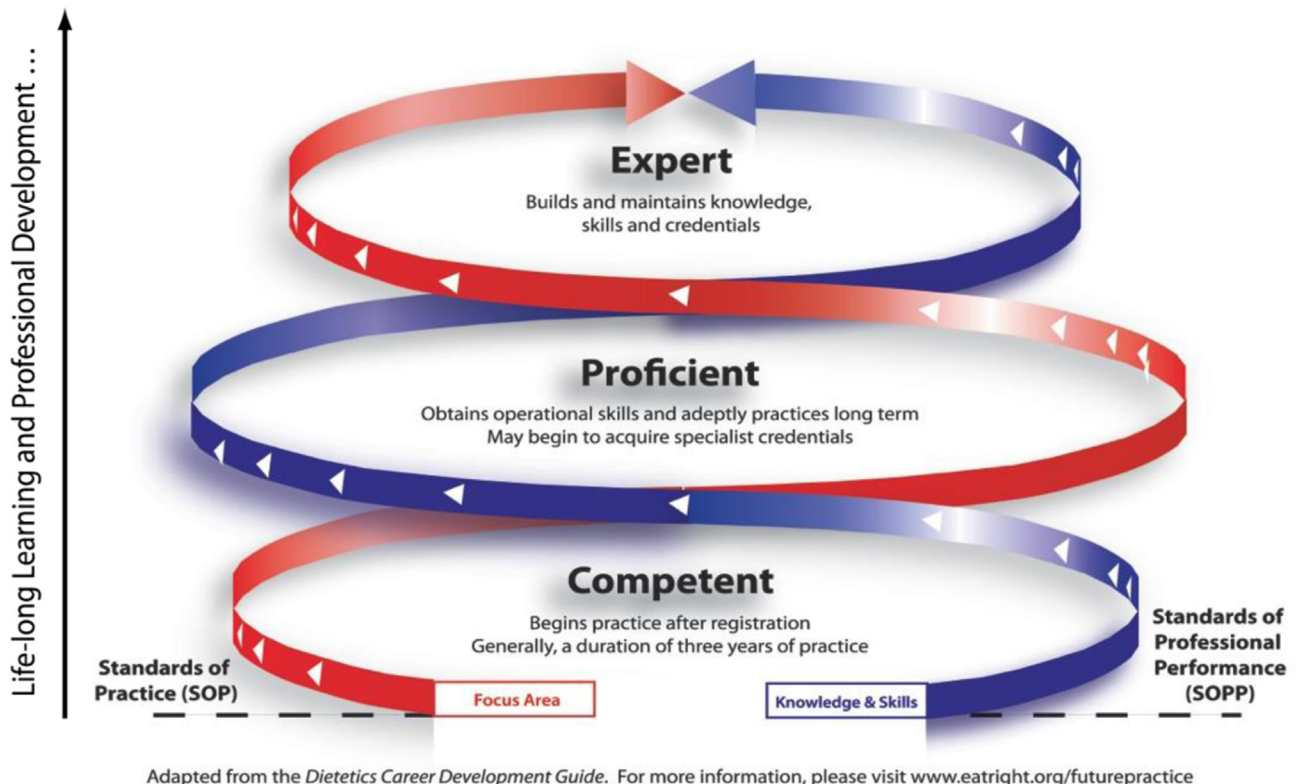 Life-long Learning and Professional Development ...
Expert
Builds and maintains knowledge,
skills and credentials
Proficient
Obtains operational skills and adeptly practices long term
May begin to acquire specialist credentials
Competent
Begins practice after registration
Generally, a duration of three years of practice
Standards of
Practice (SOP)
Focus Area
Knowledge & Skills
Standards of
Professional
Performance
(SOPP)
Adapted from the Dietetics Career Development Guide. For more information, please visit www.eatright.org/futurepractice